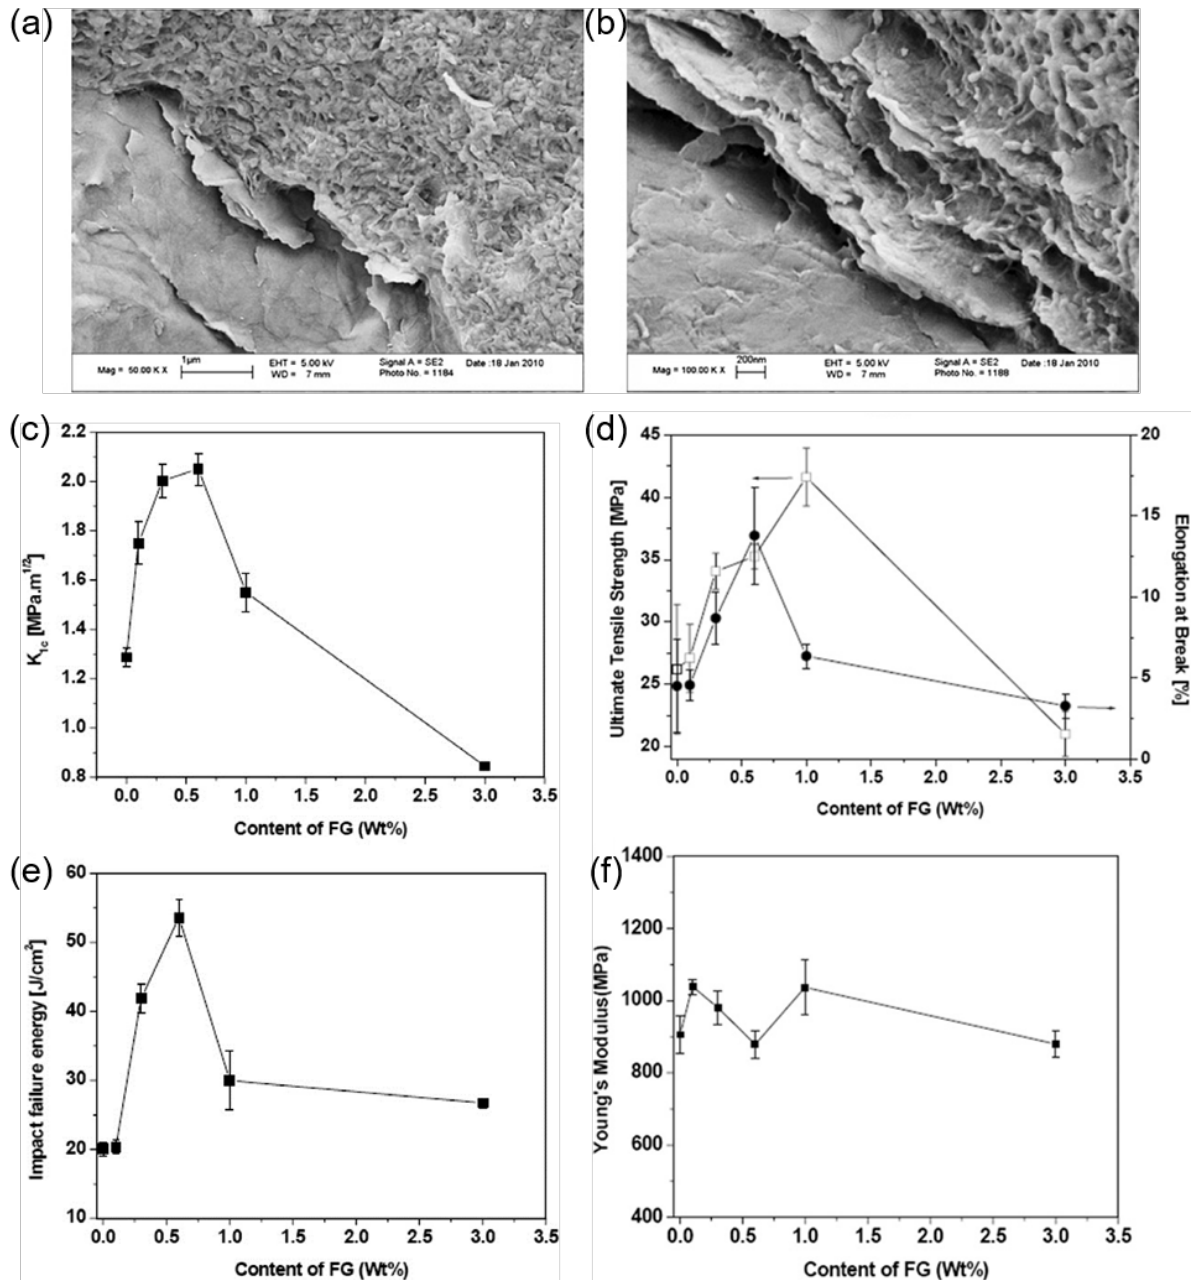 (a)
Mag = 50.00 K X
1µm
EHT = 5.00 kV
WD = 7 mm
Signal A = SE2
Photo No. = 1184
Date :18 Jan 2010
(b)
Mag = 100.00 K X
200nm
EHT = 5.00 kV
WD = 7 mm
Signal A = SE2
Photo No. = 1188
Date :18 Jan 2010
(c)
K1c [MPa.m1/2]
2.2
2.0
1.8
1.6
1.4
1.2
1.0
0.8
0.0 0.5 1.0 1.5 2.0 2.5 3.0 3.5
Content of FG (Wt%)
(d)
Ultimate Tensile Strength [MPa]
45
40
35
30
25
20
20
15
10
5
0
Elongation at Break [%]
0.0 0.5 1.0 1.5 2.0 2.5 3.0 3.5
Content of FG (Wt%)
(e)
Impact failure energy [J/cm2]
60
50
40
30
20
10
0.0 0.5 1.0 1.5 2.0 2.5 3.0 3.5
Content of FG (Wt%)
(f)
Young's Modulus(MPa)
1400
1200
1000
800
600
400
0.0 0.5 1.0 1.5 2.0 2.5 3.0 3.5
Content of FG (Wt%)